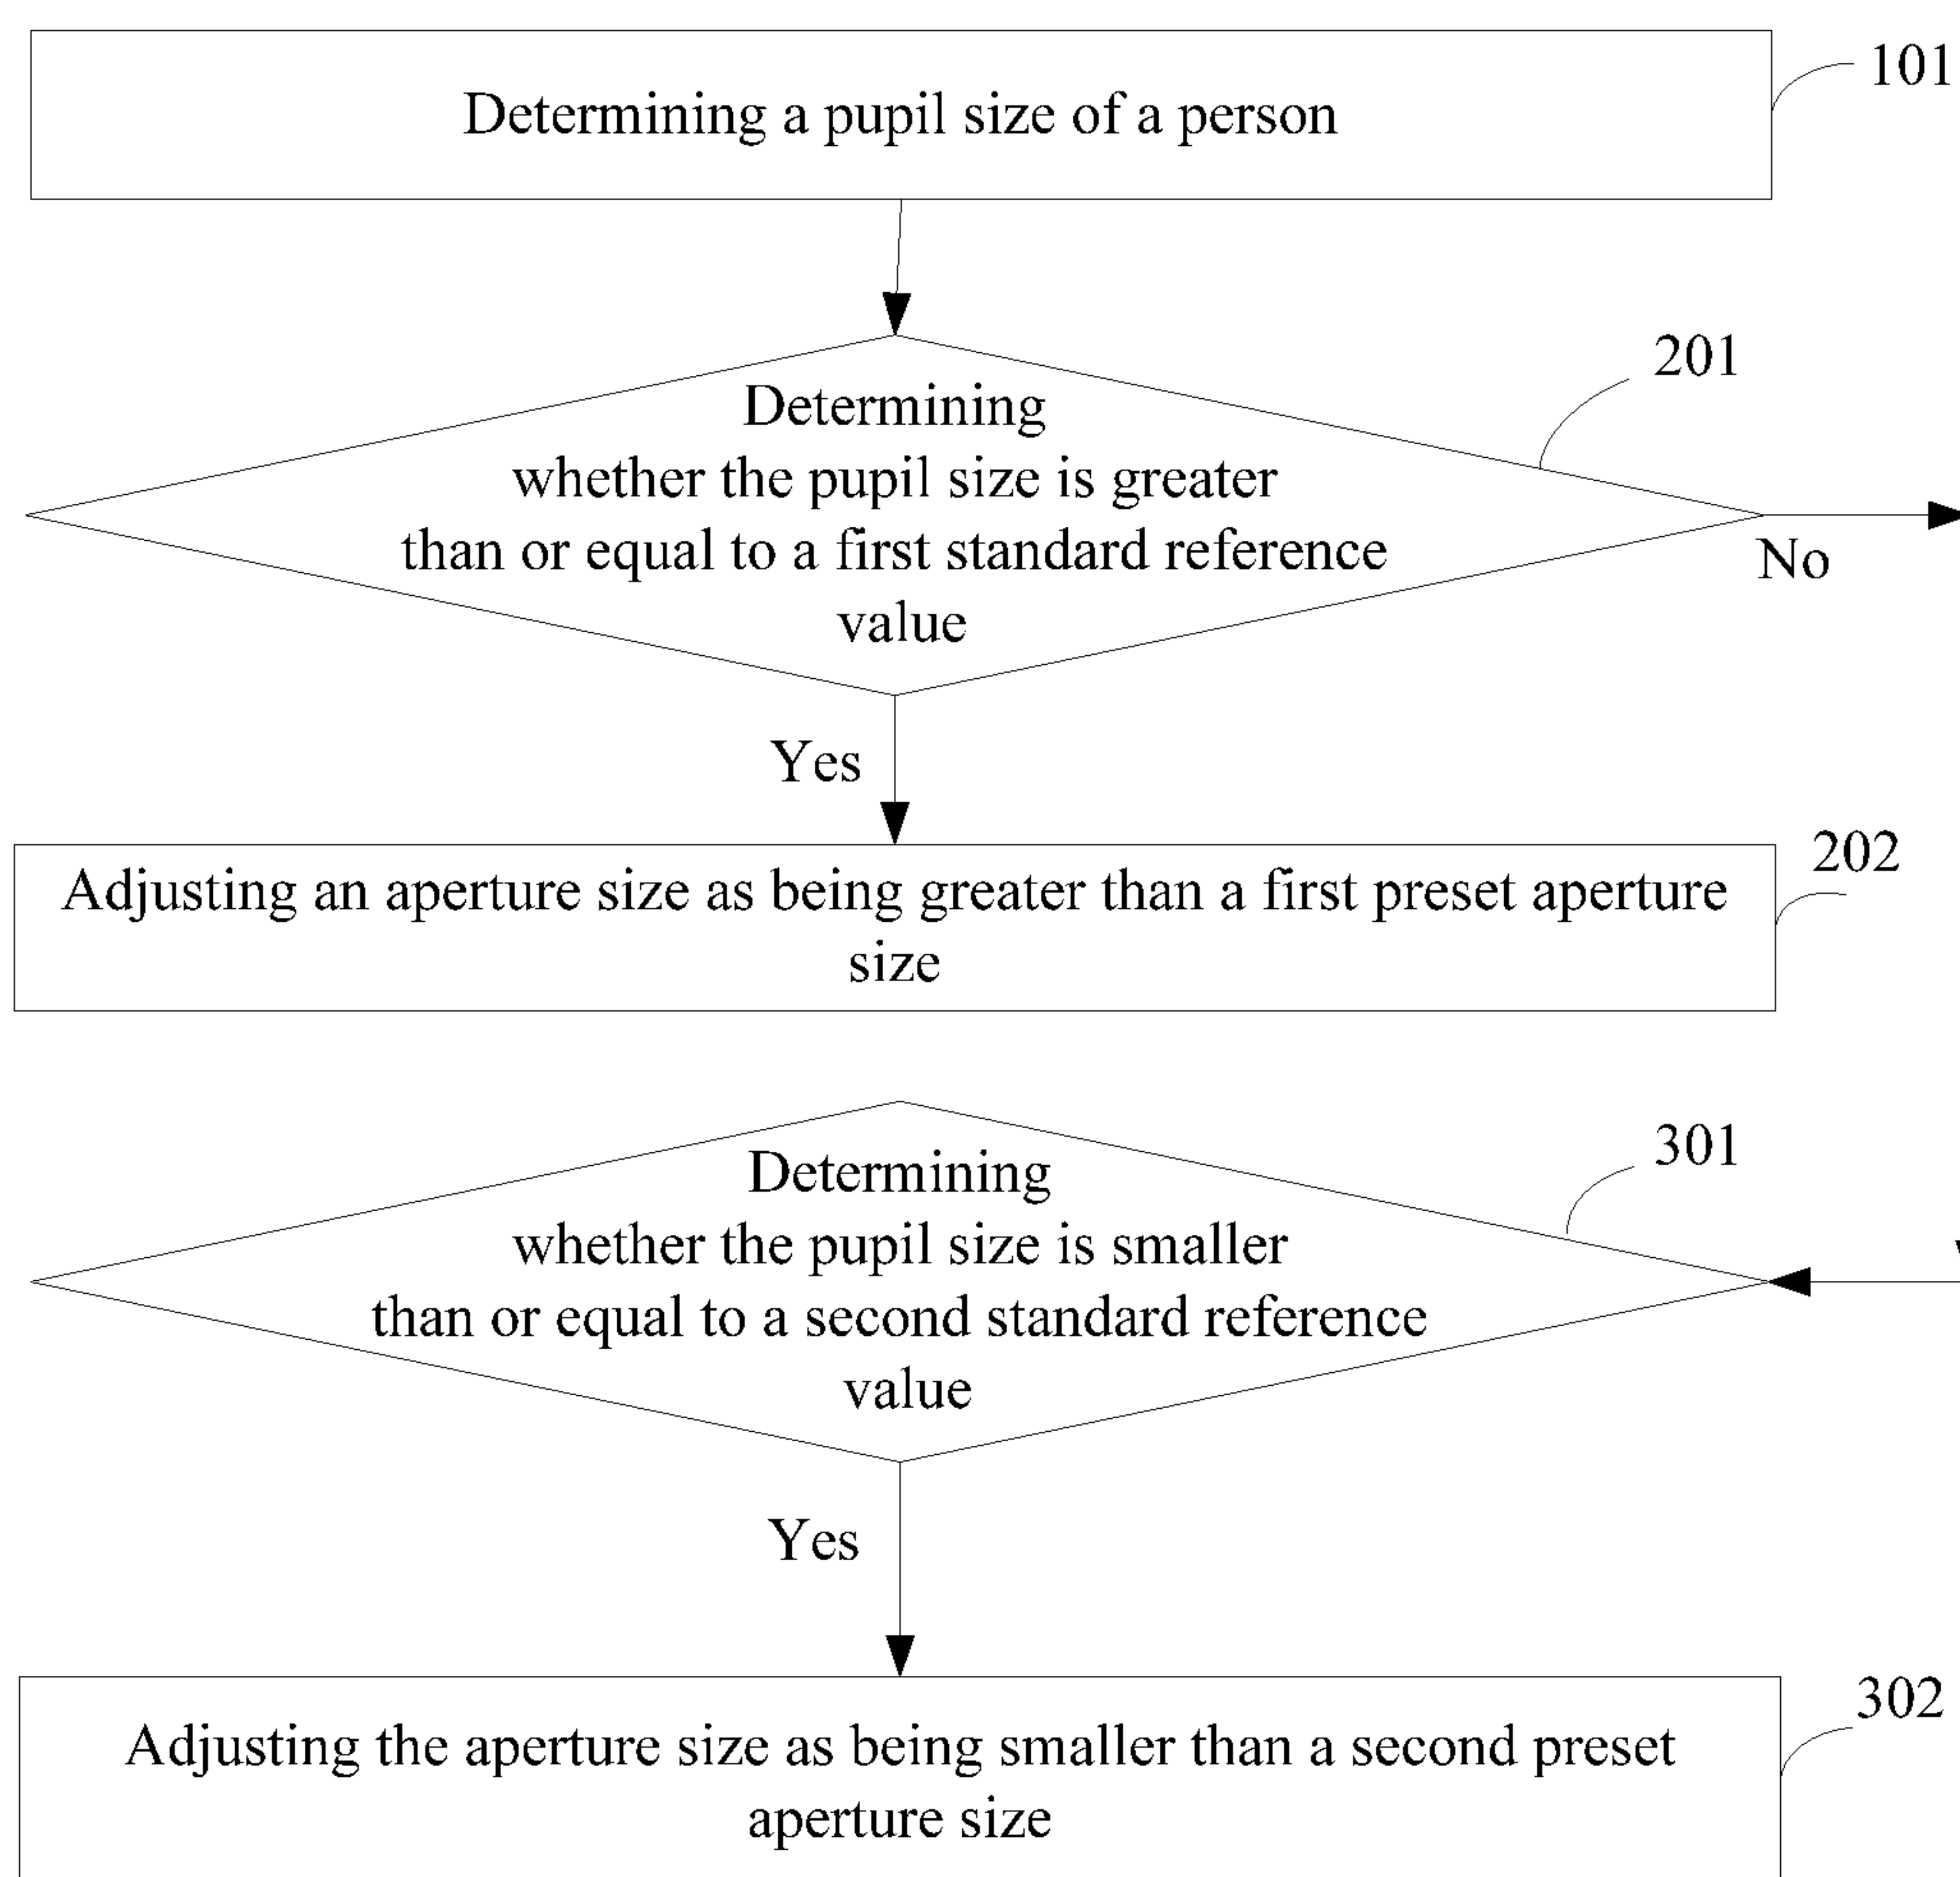 Determining a pupil size of a person
101
201
Determining
whether the pupil size is greater
than or equal to a first standard reference
value
No
Yes
202
Adjusting an aperture size as being greater than a first preset aperture
size
301
Determining
whether the pupil size is smaller
than or equal to a second standard reference
value
Yes
302
Adjusting the aperture size as being smaller than a second preset
aperture size